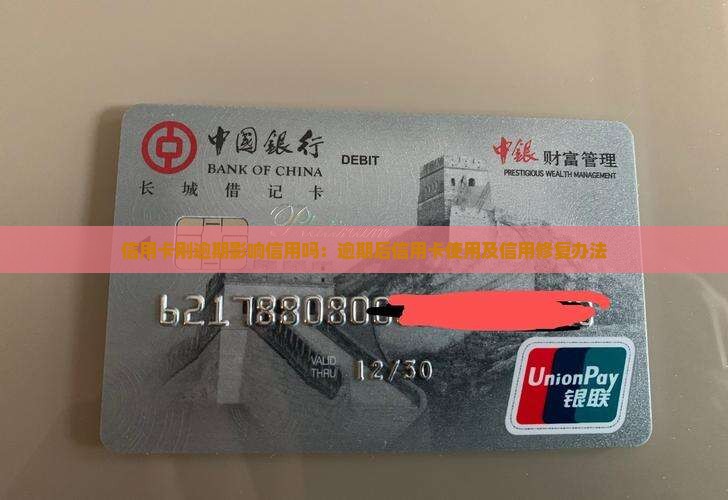 中国银行
BANK OF CHINA
DEBIT
长城借记卡
中银 财富管理
PRESTIGIOUS WEALTH MANAGEMENT
Platinum
信用卡刚逾期影响信用吗：逾期后信用卡使用及信用修复办法
6217880800
VALID
THRU
12/30
UnionPay
银联